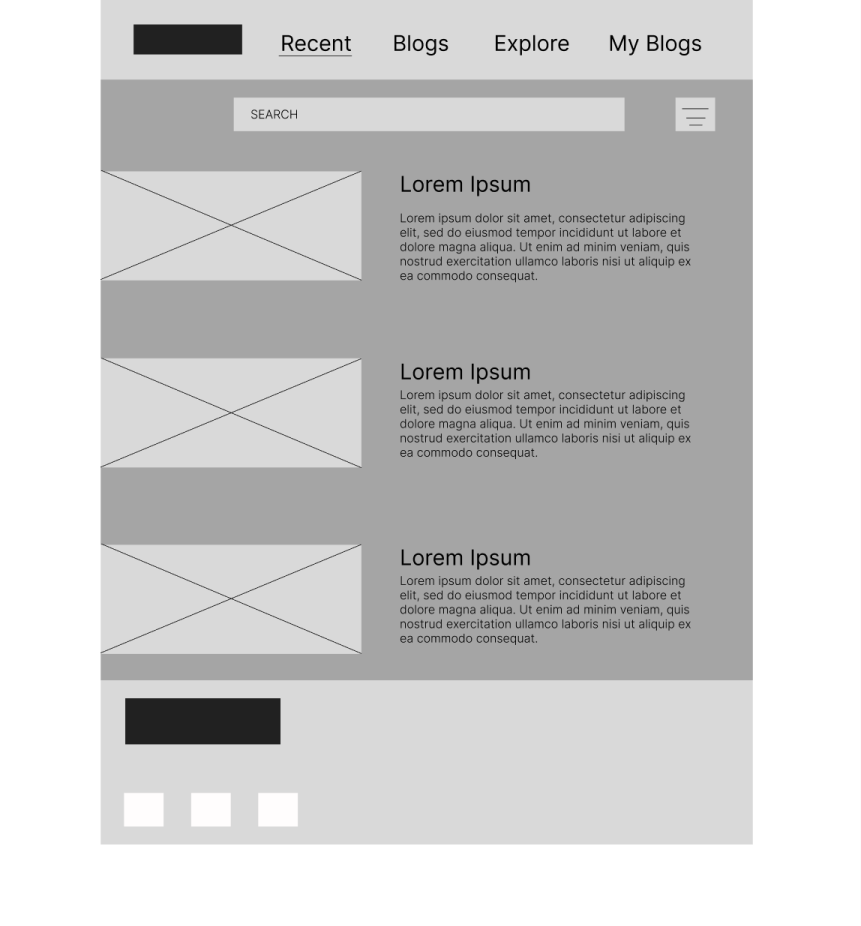 Recent Blogs Explore My Blogs
SEARCH
Lorem Ipsum
Lorem ipsum dolor sit amet, consectetur adipiscing
elit, sed do eiusmod tempor incididunt ut labore et
dolore magna aliqua. Ut enim ad minim veniam, quis
nostrud exercitation ullamco laboris nisi ut aliquip ex
ea commodo consequat.
Lorem Ipsum
Lorem ipsum dolor sit amet, consectetur adipiscing
elit, sed do eiusmod tempor incididunt ut labore et
dolore magna aliqua. Ut enim ad minim veniam, quis
nostrud exercitation ullamco laboris nisi ut aliquip ex
ea commodo consequat.
Lorem Ipsum
Lorem ipsum dolor sit amet, consectetur adipiscing
elit, sed do eiusmod tempor incididunt ut labore et
dolore magna aliqua. Ut enim ad minim veniam, quis
nostrud exercitation ullamco laboris nisi ut aliquip ex
ea commodo consequat.